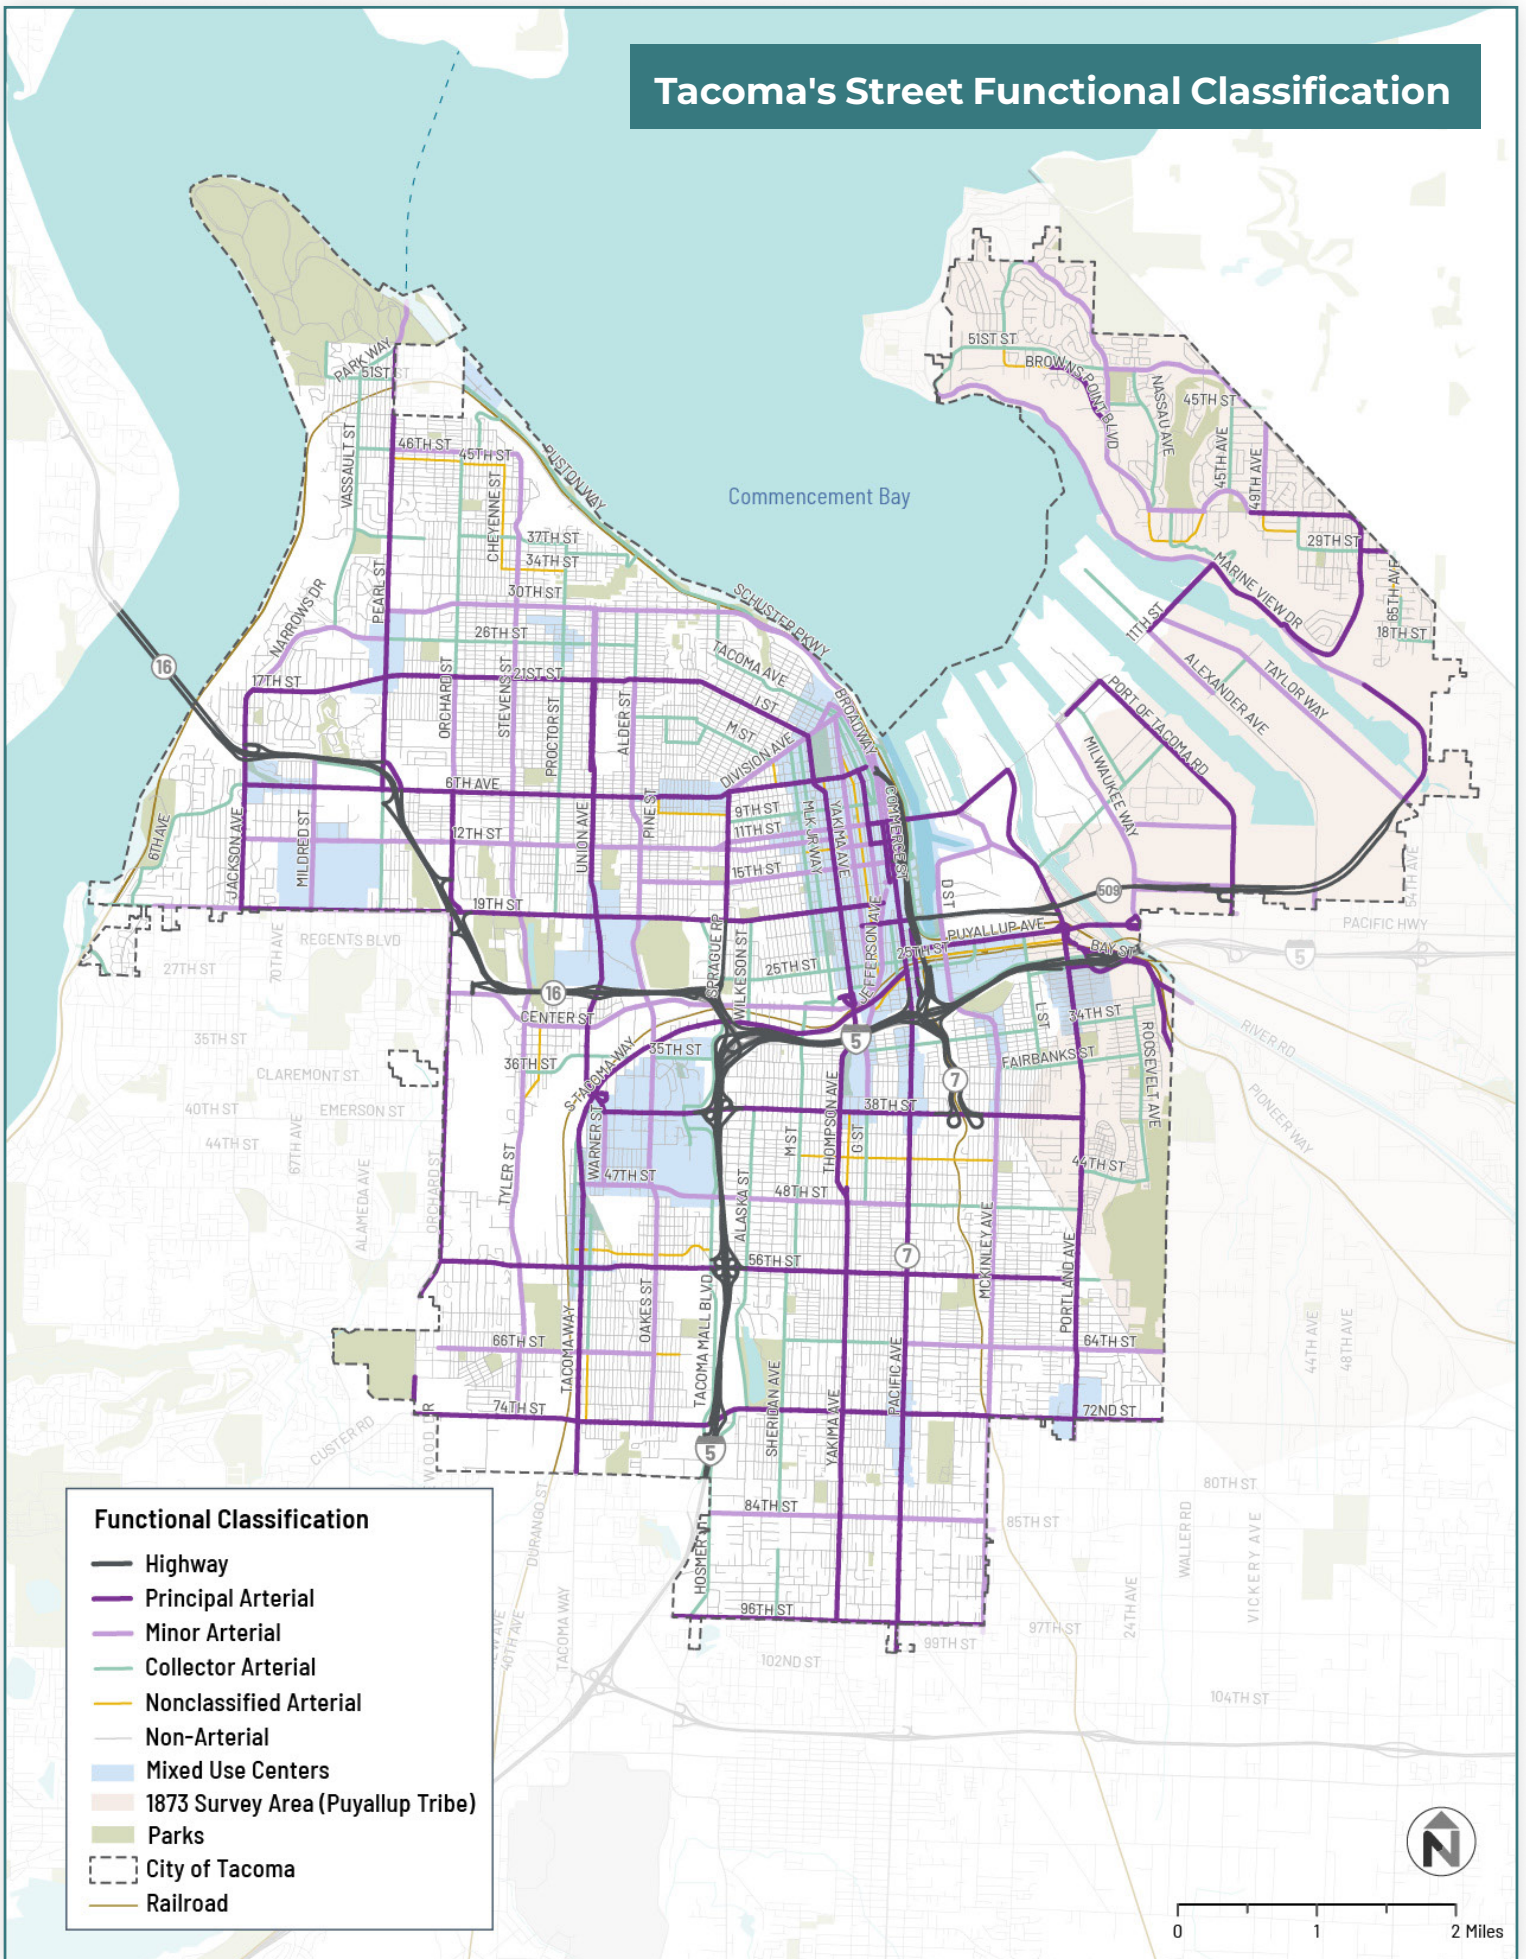 Tacoma's Street Functional Classification
Commencement Bay
PARK WAY
51ST ST
46TH ST
45TH ST
VASSAULT ST
CHEYENNE ST
RUSTON WAY
37TH ST
34TH ST
30TH ST
PEARL ST
NARROWS DR
26TH ST
SCHUSTER PKWY
TACOMA AVE
17TH ST
21ST ST
ORCHARD ST
STEVENS ST
PROCTOR ST
ALDER ST
I ST
M ST
DIVISION AVE
BROADWAY
16
6TH AVE
6TH AVE
JACKSON AVE
MILDRED ST
12TH ST
UNION AVE
PINE ST
9TH ST
11TH ST
15TH ST
MLK JR WAY
YAKIMA AVE
COMMERCE ST
19TH ST
SPRAGUE
WILKESON ST
JEFFERSON AVE
D ST
PUYALLUP AVE
25TH ST
25TH ST
BAY ST
51ST ST
BROWNS POINT BLVD
NASSAU AVE
45TH ST
45TH AVE
49TH AVE
29TH ST
65TH AVE
18TH ST
MARINE VIEW DR
11TH ST
ALEXANDER AVE
TAYLOR WAY
PORT OF TACOMA RD
MILWAUKEE WAY
509
54TH AVE
PACIFIC HWY
5
REGENTS BLVD
27TH ST
70TH AVE
35TH ST
CLAREMONT ST
40TH ST
EMERSON ST
44TH ST
67TH AVE
ALAMEDA AVE
ORCHARD ST
16
CENTER ST
36TH ST
S TACOMA WAY
35TH ST
5
L ST
34TH ST
FAIRBANKS ST
ROOSEVELT AVE
RIVER RD
PIONEER WAY
7
38TH ST
THOMPSON AVE
G ST
M ST
WARNER ST
TYLER ST
47TH ST
48TH ST
44TH ST
ALASKA ST
MCKINLEY AVE
PORTLAND AVE
7
56TH ST
OAKES ST
TACOMA MALL BLVD
TACOMA WAY
66TH ST
64TH ST
44TH AVE
48TH AVE
SHERIDAN AVE
YAKIMA AVE
PACIFIC AVE
74TH ST
72ND ST
CUSTER RD
5
80TH ST
84TH ST
85TH ST
WALLER RD
VICKERY AVE
DURANGO ST
HOSMER
TACOMA WAY
40TH AVE
96TH ST
99TH ST
97TH ST
24TH AVE
102ND ST
104TH ST
Functional Classification
Highway
Principal Arterial
Minor Arterial
Collector Arterial
Nonclassified Arterial
Non-Arterial
Mixed Use Centers
1873 Survey Area (Puyallup Tribe)
Parks
City of Tacoma
Railroad
N
0 1 2 Miles